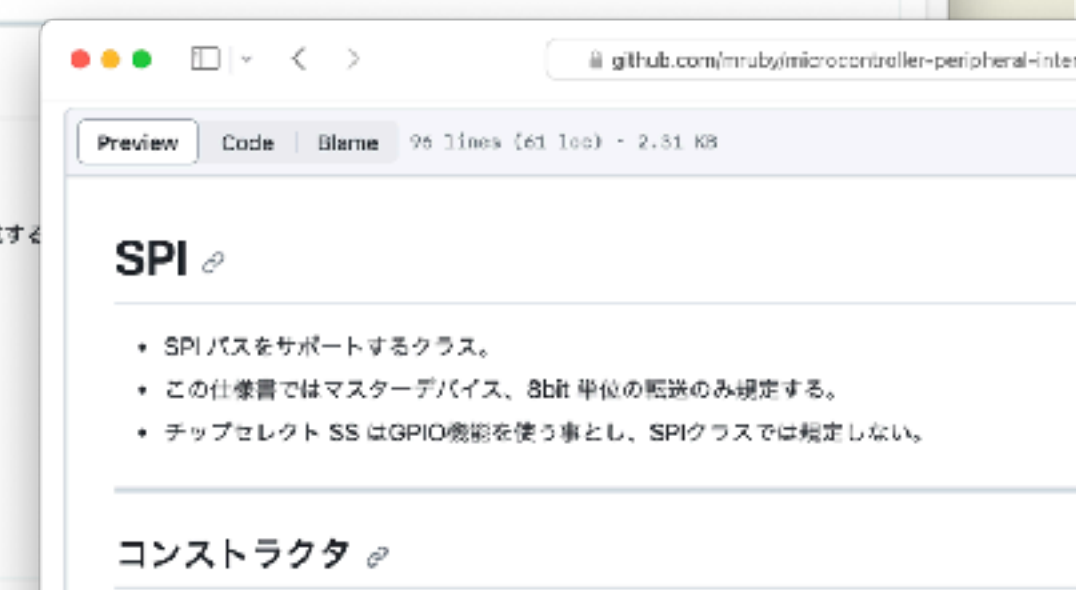 github.com/mruby/microcontroller-peripheral-inter
Preview Code Blame 96 lines (61 loc) · 2.31 KB
する
SPI
• SPI バスをサポートするクラス。
• この仕様書ではマスターデバイス、8bit 単位の転送のみ規定する。
• チップセレクト SS はGPIO機能を使う事とし、SPIクラスでは規定しない。
コンストラクタ